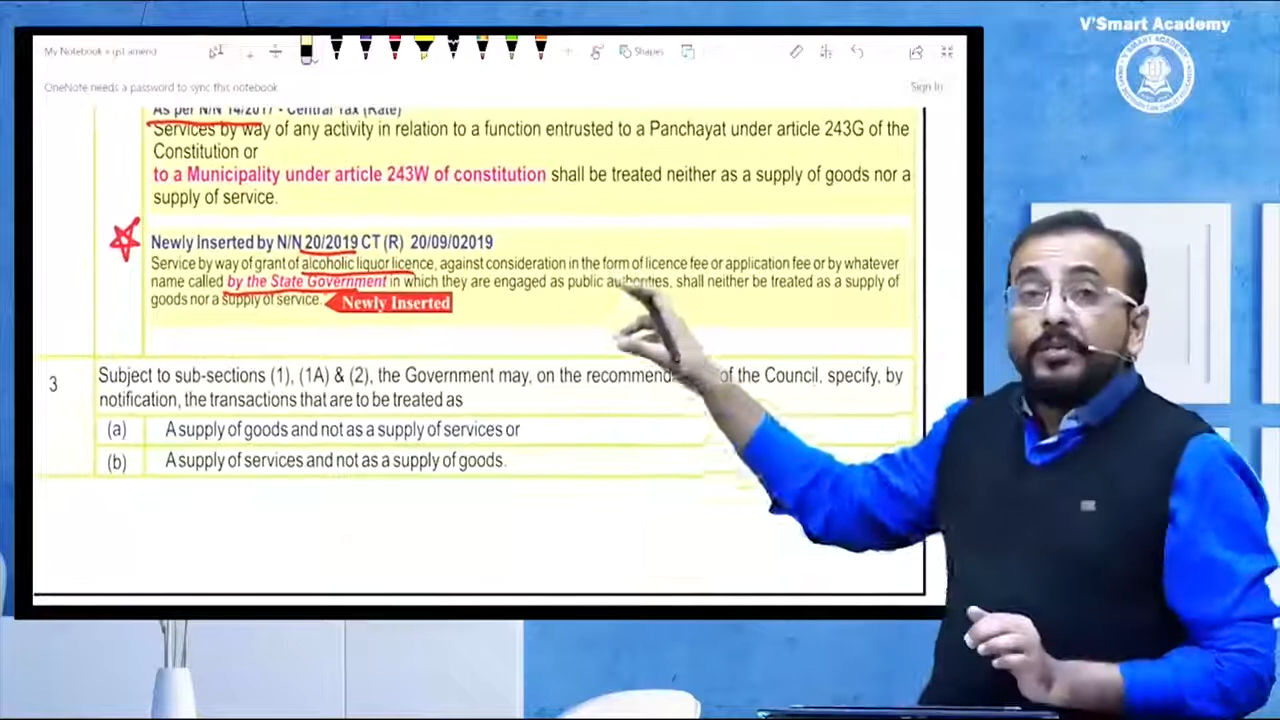 V'Smart Academy
My Notebook » gst amend
Shapes
OneNote needs a password to sync this notebook
Sign In
As per N/N 14/2017 - Central Tax (Rate)
Services by way of any activity in relation to a function entrusted to a Panchayat under article 243G of the
Constitution or
to a Municipality under article 243W of constitution shall be treated neither as a supply of goods nor a
supply of service.
Newly Inserted by N/N 20/2019 CT (R) 20/09/02019
Service by way of grant of alcoholic liquor licence, against consideration in the form of licence fee or application fee or by whatever
name called by the State Government in which they are engaged as public authorities, shall neither be treated as a supply of
goods nor a supply of service.
Newly Inserted
3
Subject to sub-sections (1), (1A) & (2), the Government may, on the of the Council, specify, by
notification, the transactions that are to be treated as
(a) A supply of goods and not as a supply of services or
(b) A supply of services and not as a supply of goods.